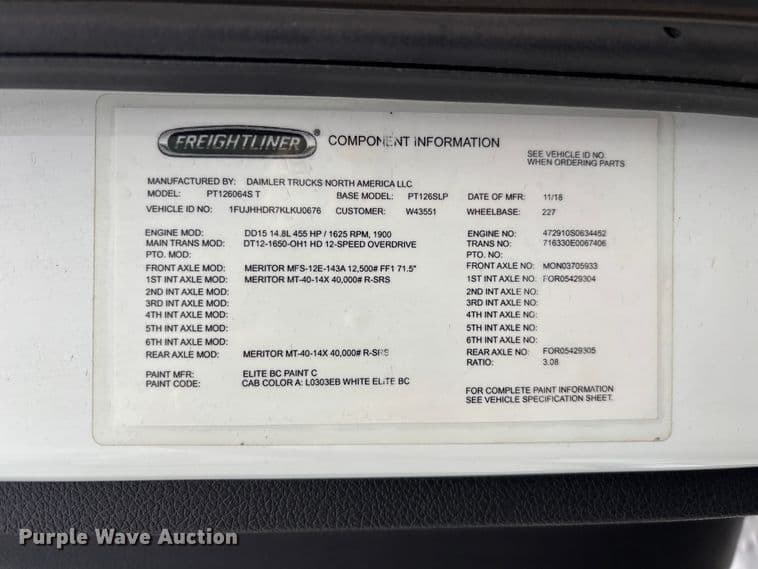 FREIGHTLINER® COMPONENT INFORMATION
SEE VEHICLE ID NO.
WHEN ORDERING PARTS
MANUFACTURED BY: DAIMLER TRUCKS NORTH AMERICA LLC
MODEL: PT126064S T BASE MODEL: PT126SLP DATE OF MFR: 11/18
VEHICLE ID NO: 1FUJHHDR7KLKU0676 CUSTOMER: W43551 WHEELBASE: 227
ENGINE MOD: DD15 14.8L 455 HP / 1625 RPM, 1900 ENGINE NO: 472910S0634452
MAIN TRANS MOD: DT12-1650-OH1 HD 12-SPEED OVERDRIVE TRANS NO: 716330E0067406
PTO. MOD: PTO. NO:
FRONT AXLE MOD: MERITOR MFS-12E-143A 12,500# FF1 71.5" FRONT AXLE NO: MON03705933
1ST INT AXLE MOD: MERITOR MT-40-14X 40,000# R-SRS 1ST INT AXLE NO: FOR05429304
2ND INT AXLE MOD: 2ND INT AXLE NO:
3RD INT AXLE MOD: 3RD INT AXLE NO:
4TH INT AXLE MOD: 4TH INT AXLE NO:
5TH INT AXLE MOD: 5TH INT AXLE NO:
6TH INT AXLE MOD: 6TH INT AXLE NO:
REAR AXLE MOD: MERITOR MT-40-14X 40,000# R-SRS REAR AXLE NO: FOR05429305
RATIO: 3.08
PAINT MFR: ELITE BC PAINT C
PAINT CODE: CAB COLOR A: L0303EB WHITE ELITE BC
FOR COMPLETE PAINT INFORMATION
SEE VEHICLE SPECIFICATION SHEET.
Purple Wave Auction